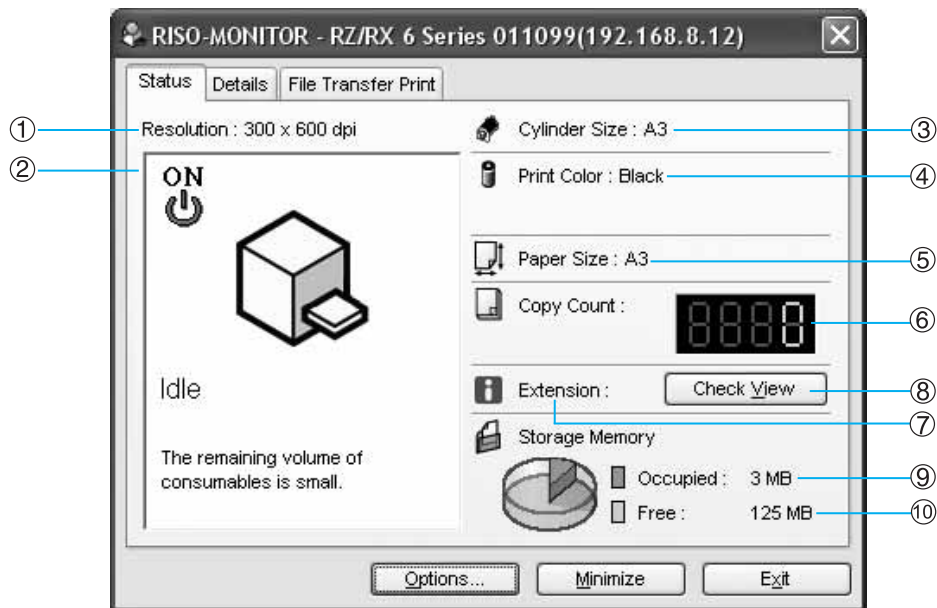 RISO-MONITOR - RZ/RX 6 Series 011099(192.168.8.12)
Status Details File Transfer Print
① Resolution : 300 x 600 dpi
②
ON
Idle
The remaining volume of
consumables is small.
Cylinder Size : A3 ③
Print Color : Black ④
Paper Size : A3 ⑤
Copy Count : 0 ⑥
Extension : Check View ⑧
⑦
Storage Memory
Occupied : 3 MB ⑨
Free : 125 MB ⑩
Options... Minimize Exit